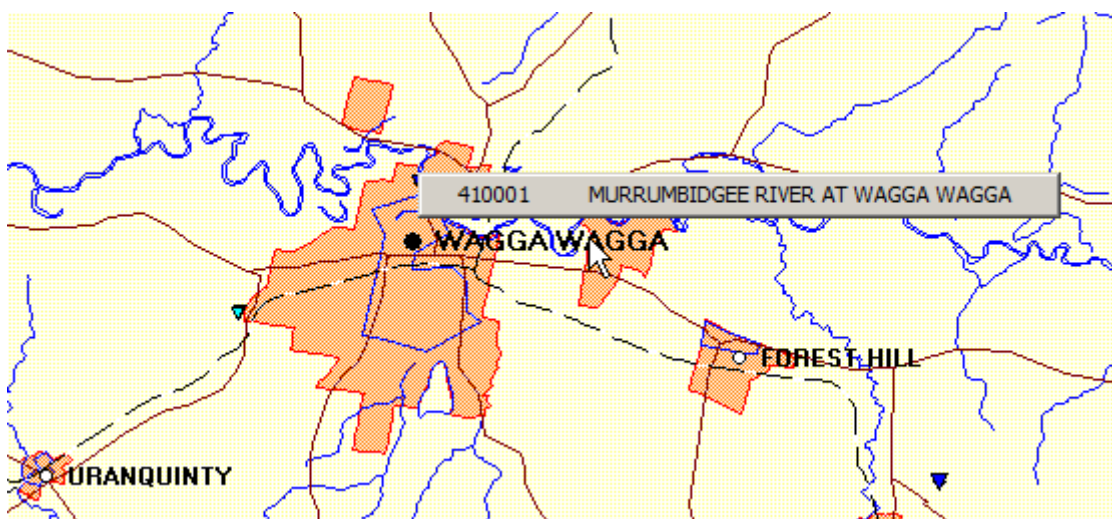 410001 MURRUMBIDGEE RIVER AT WAGGA WAGGA
WAGGA WAGGA
FOREST HILL
URANQUINTY